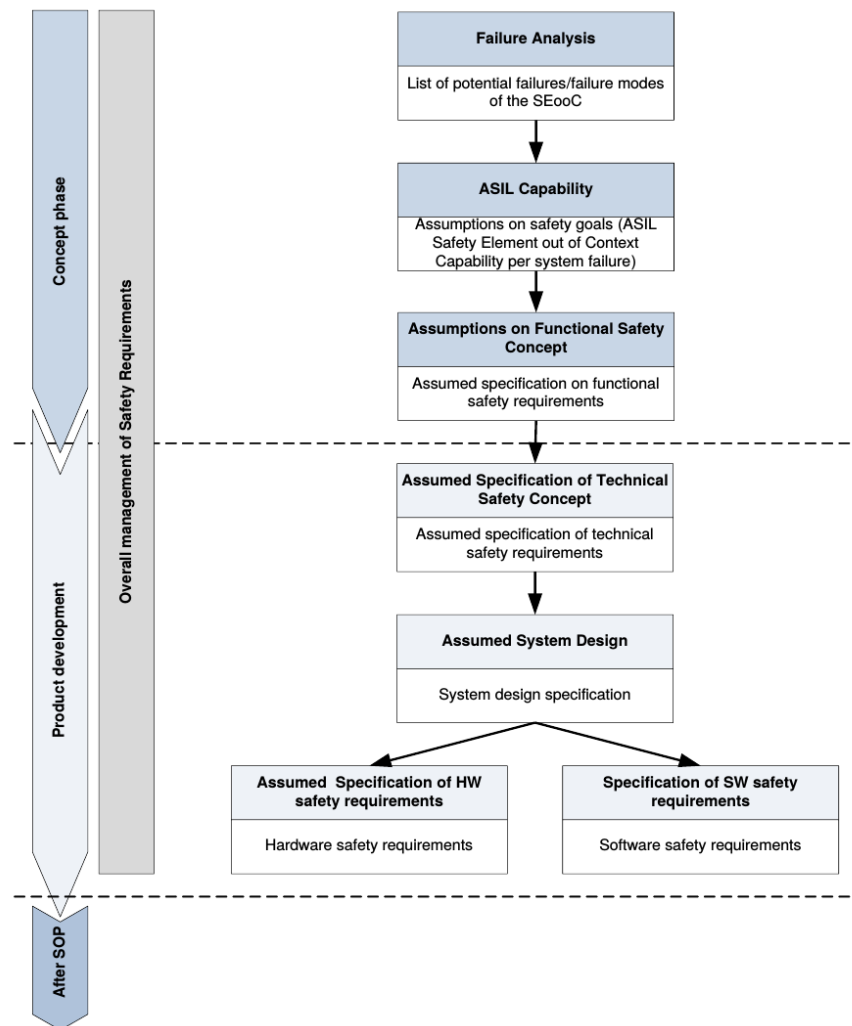 Failure Analysis
List of potential failures/failure modes
of the SEooC
ASIL Capability
Assumptions on safety goals (ASIL
Safety Element out of Context
Capability per system failure)
Assumptions on Functional Safety
Concept
Assumed specification on functional
safety requirements
Assumed Specification of Technical
Safety Concept
Assumed specification of technical
safety requirements
Assumed System Design
System design specification
Assumed Specification of HW
safety requirements
Hardware safety requirements
Specification of SW safety
requirements
Software safety requirements
Concept phase
Overall management of Safety Requirements
Product development
After SOP